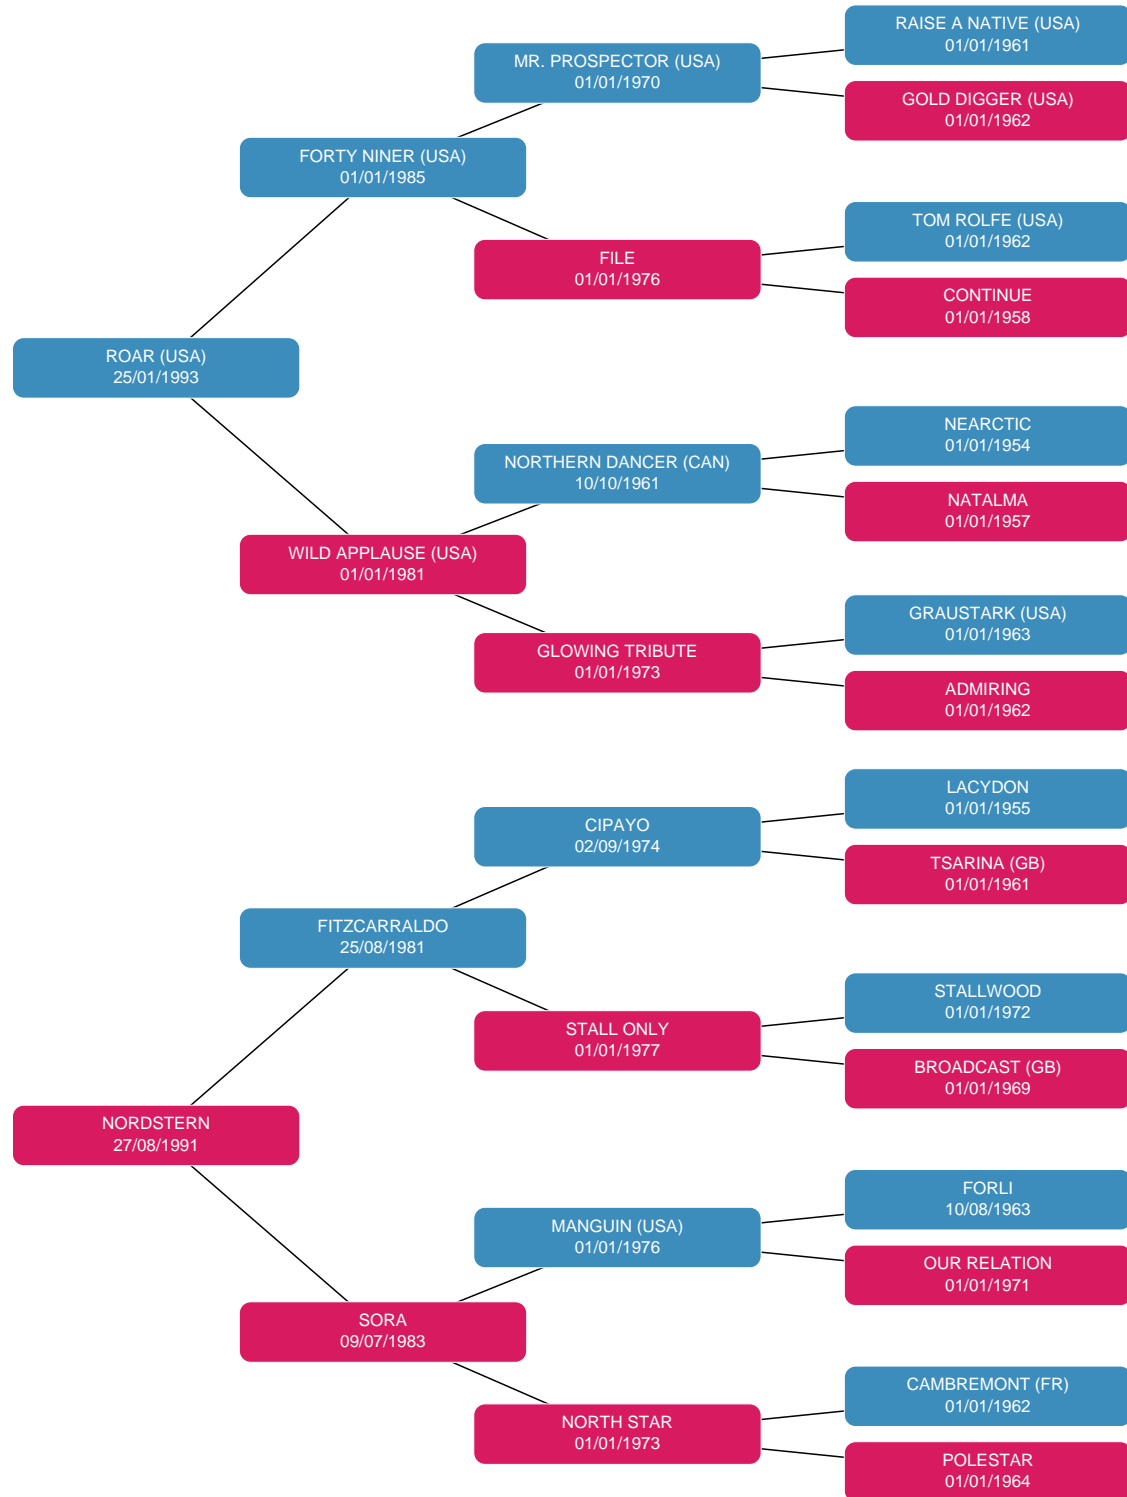 RAISE A NATIVE (USA)
01/01/1961
MR. PROSPECTOR (USA)
01/01/1970
GOLD DIGGER (USA)
01/01/1962
FORTY NINER (USA)
01/01/1985
TOM ROLFE (USA)
01/01/1962
FILE
01/01/1976
CONTINUE
01/01/1958
ROAR (USA)
25/01/1993
NEARCTIC
01/01/1954
NORTHERN DANCER (CAN)
10/10/1961
NATALMA
01/01/1957
WILD APPLAUSE (USA)
01/01/1981
GRAUSTARK (USA)
01/01/1963
GLOWING TRIBUTE
01/01/1973
ADMIRING
01/01/1962
LACYDON
01/01/1955
CIPAYO
02/09/1974
TSARINA (GB)
01/01/1961
FITZCARRALDO
25/08/1981
STALLWOOD
01/01/1972
STALL ONLY
01/01/1977
BROADCAST (GB)
01/01/1969
NORDSTERN
27/08/1991
FORLI
10/08/1963
MANGUIN (USA)
01/01/1976
OUR RELATION
01/01/1971
SORA
09/07/1983
CAMBREMONT (FR)
01/01/1962
NORTH STAR
01/01/1973
POLESTAR
01/01/1964